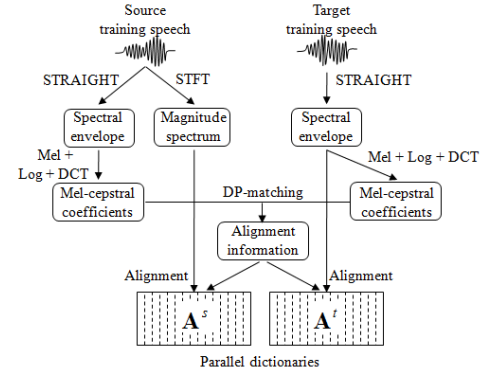 Source
training speech
Target
training speech
STRAIGHT
STFT
STRAIGHT
Spectral
envelope
Magnitude
spectrum
Spectral
envelope
Mel +
Log + DCT
Mel + Log + DCT
Mel-cepstral
coefficients
DP-matching
Mel-cepstral
coefficients
Alignment
information
Alignment
Alignment
A^s
A^t
Parallel dictionaries